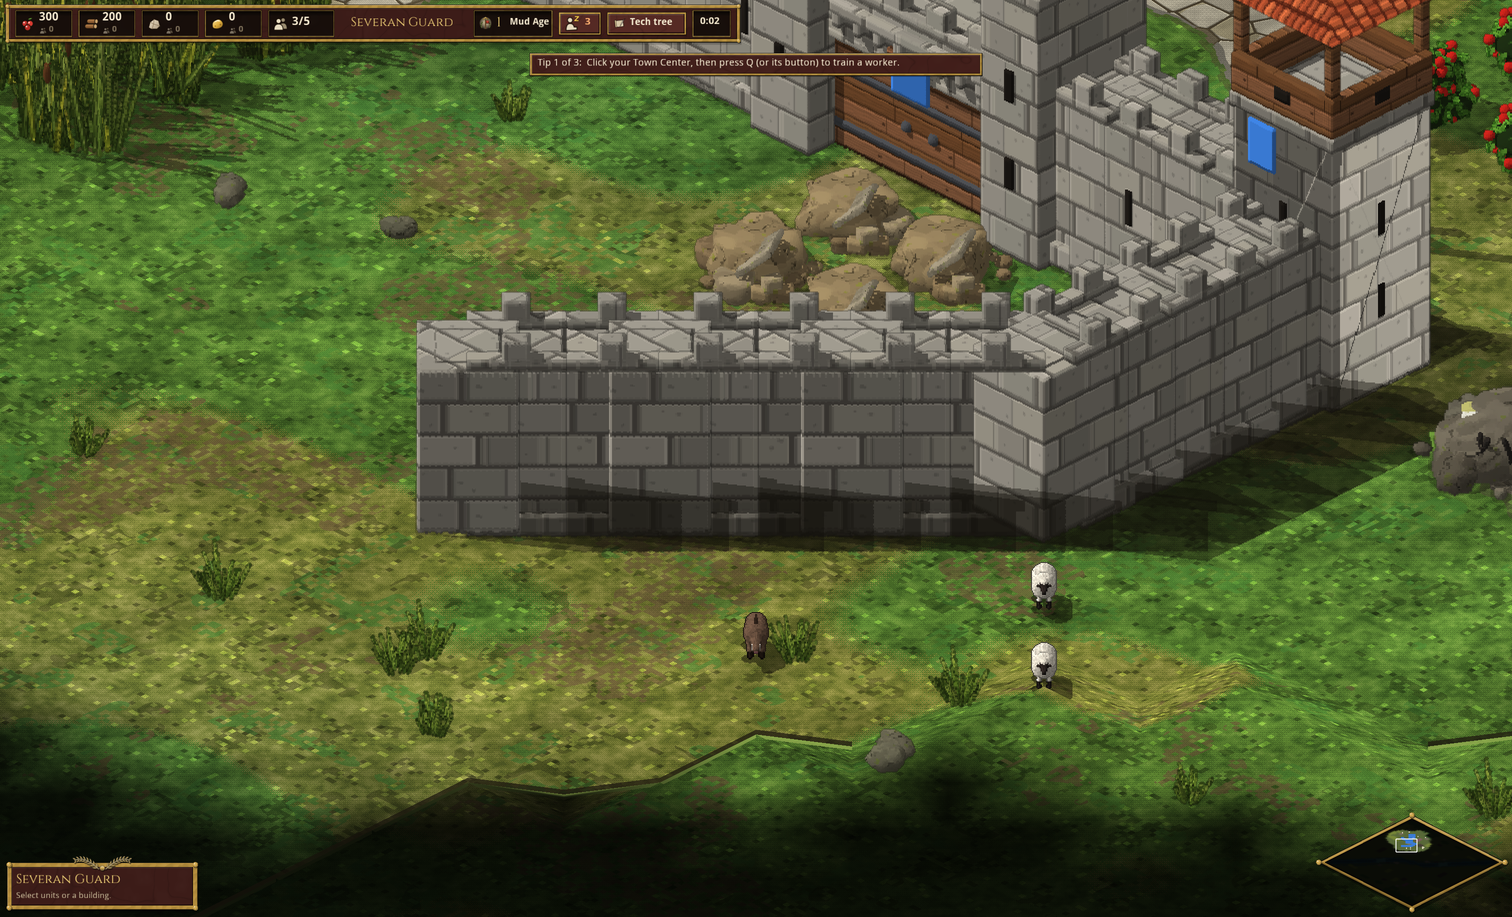 300 200 0 0 3/5 SEVERAN GUARD Mud Age z 3 Tech tree 0:02
0 0 0 0
Tip 1 of 3: Click your Town Center, then press Q (or its button) to train a worker.
SEVERAN GUARD
Select units or a building.